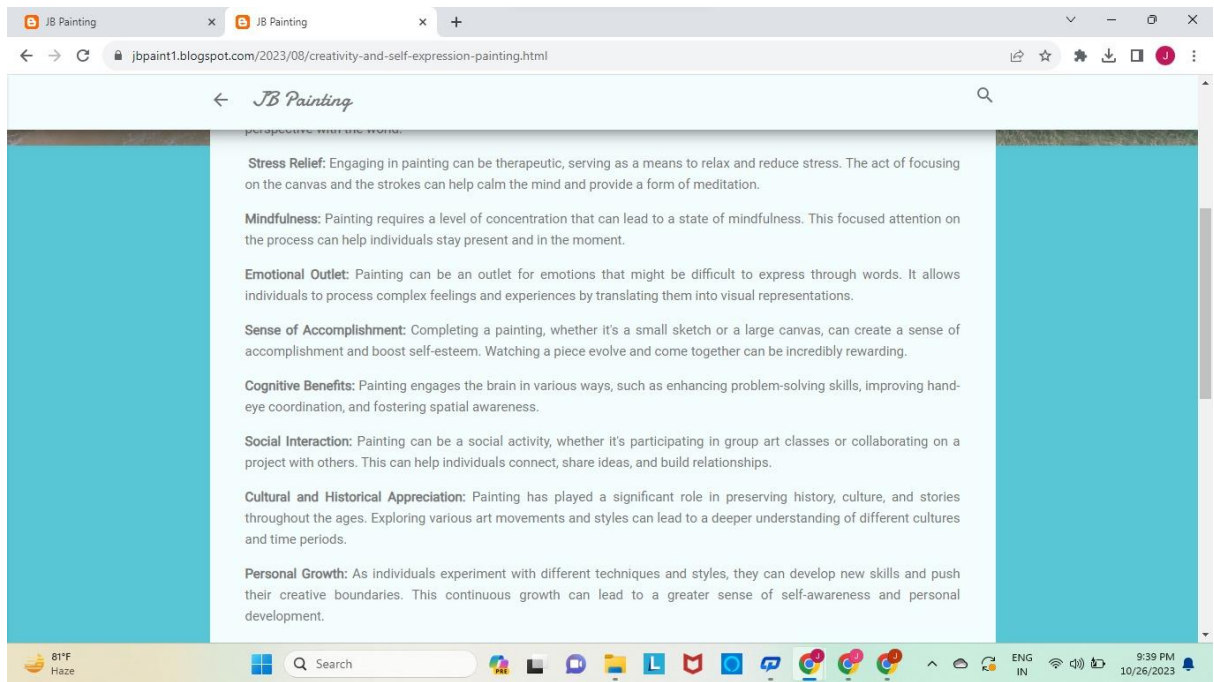 JB Painting
JB Painting
jbpaint1.blogspot.com/2023/08/creativity-and-self-expression-painting.html
J
JB Painting
perspective with the world.
Stress Relief: Engaging in painting can be therapeutic, serving as a means to relax and reduce stress. The act of focusing
on the canvas and the strokes can help calm the mind and provide a form of meditation.
Mindfulness: Painting requires a level of concentration that can lead to a state of mindfulness. This focused attention on
the process can help individuals stay present and in the moment.
Emotional Outlet: Painting can be an outlet for emotions that might be difficult to express through words. It allows
individuals to process complex feelings and experiences by translating them into visual representations.
Sense of Accomplishment: Completing a painting, whether it's a small sketch or a large canvas, can create a sense of
accomplishment and boost self-esteem. Watching a piece evolve and come together can be incredibly rewarding.
Cognitive Benefits: Painting engages the brain in various ways, such as enhancing problem-solving skills, improving hand-
eye coordination, and fostering spatial awareness.
Social Interaction: Painting can be a social activity, whether it's participating in group art classes or collaborating on a
project with others. This can help individuals connect, share ideas, and build relationships.
Cultural and Historical Appreciation: Painting has played a significant role in preserving history, culture, and stories
throughout the ages. Exploring various art movements and styles can lead to a deeper understanding of different cultures
and time periods.
Personal Growth: As individuals experiment with different techniques and styles, they can develop new skills and push
their creative boundaries. This continuous growth can lead to a greater sense of self-awareness and personal
development.
81°F
Haze
Search
PRE
L
J
J
J
ENG
IN
9:39 PM
10/26/2023